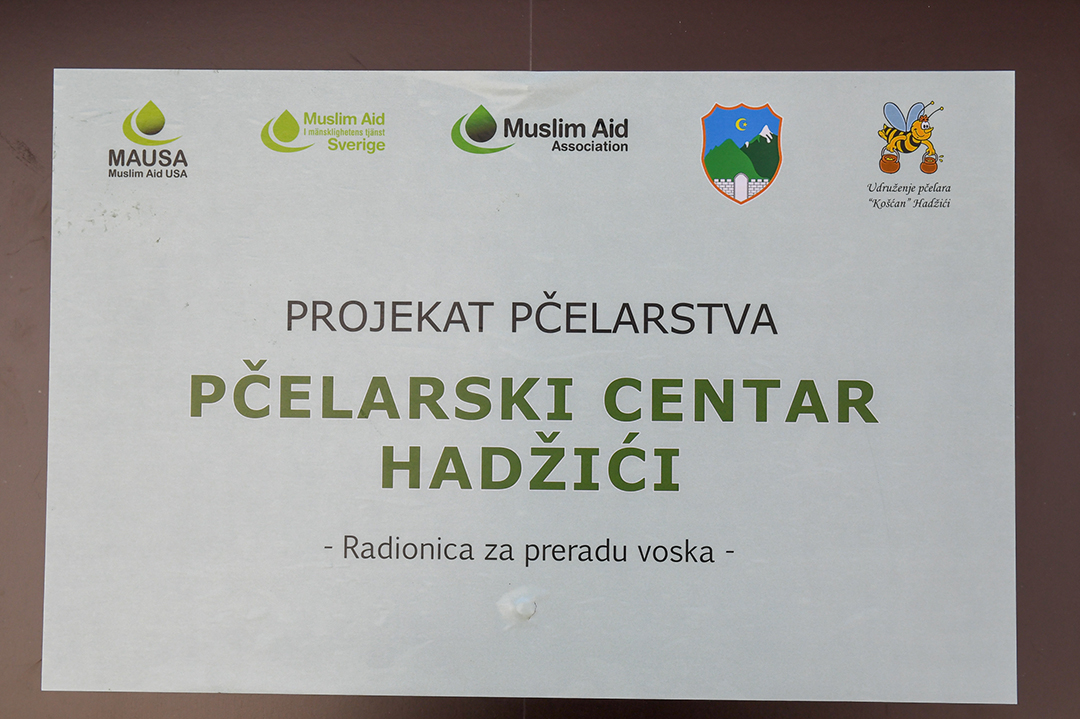 MAUSA
Muslim Aid USA
Muslim Aid
I mänsklighetens tjänst
Sverige
Muslim Aid
Association
Udruženje pčelara
"Košćan" Hadžići
PROJEKAT PČELARSTVA
PČELARSKI CENTAR
HADŽIĆI
- Radionica za preradu voska -